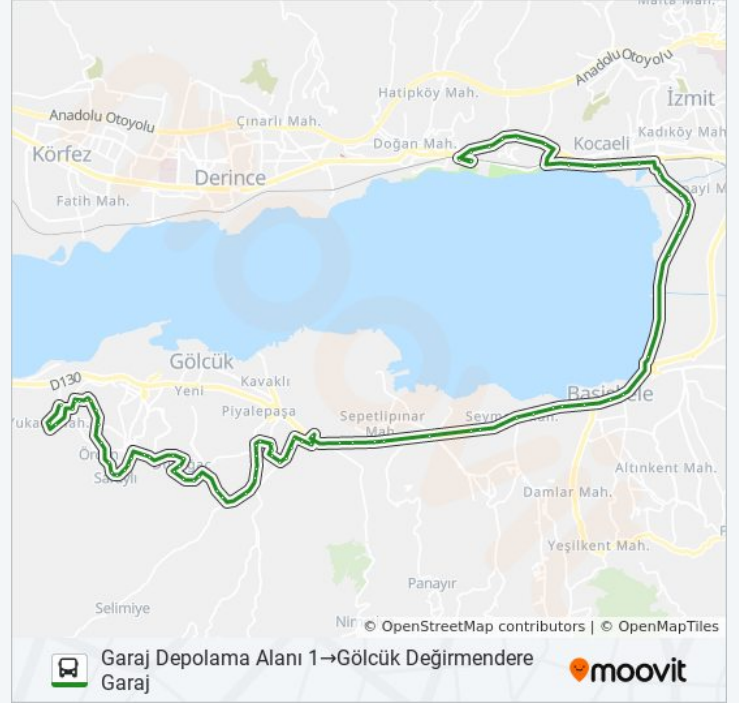 Malta Mah.
Anadolu Otoyolu
Hatipköy Mah.
İzmit
Anadolu Otoyolu
Çınarlı Mah.
Kadıköy Mah
Doğan Mah.
Kocaeli
Körfez
Derince
Fatih Mah.
Gölcük
D130
Yeni
Kavaklı
Piyalepaşa
Sepetlipınar
Mah.
Altınkent Mah.
Damlar Mah.
Yeşilkent Mah.
Panayır
Selimiye
© OpenStreetMap contributors | © OpenMapTiles
Garaj Depolama Alanı 1→Gölcük Değirmendere
Garaj
moovit